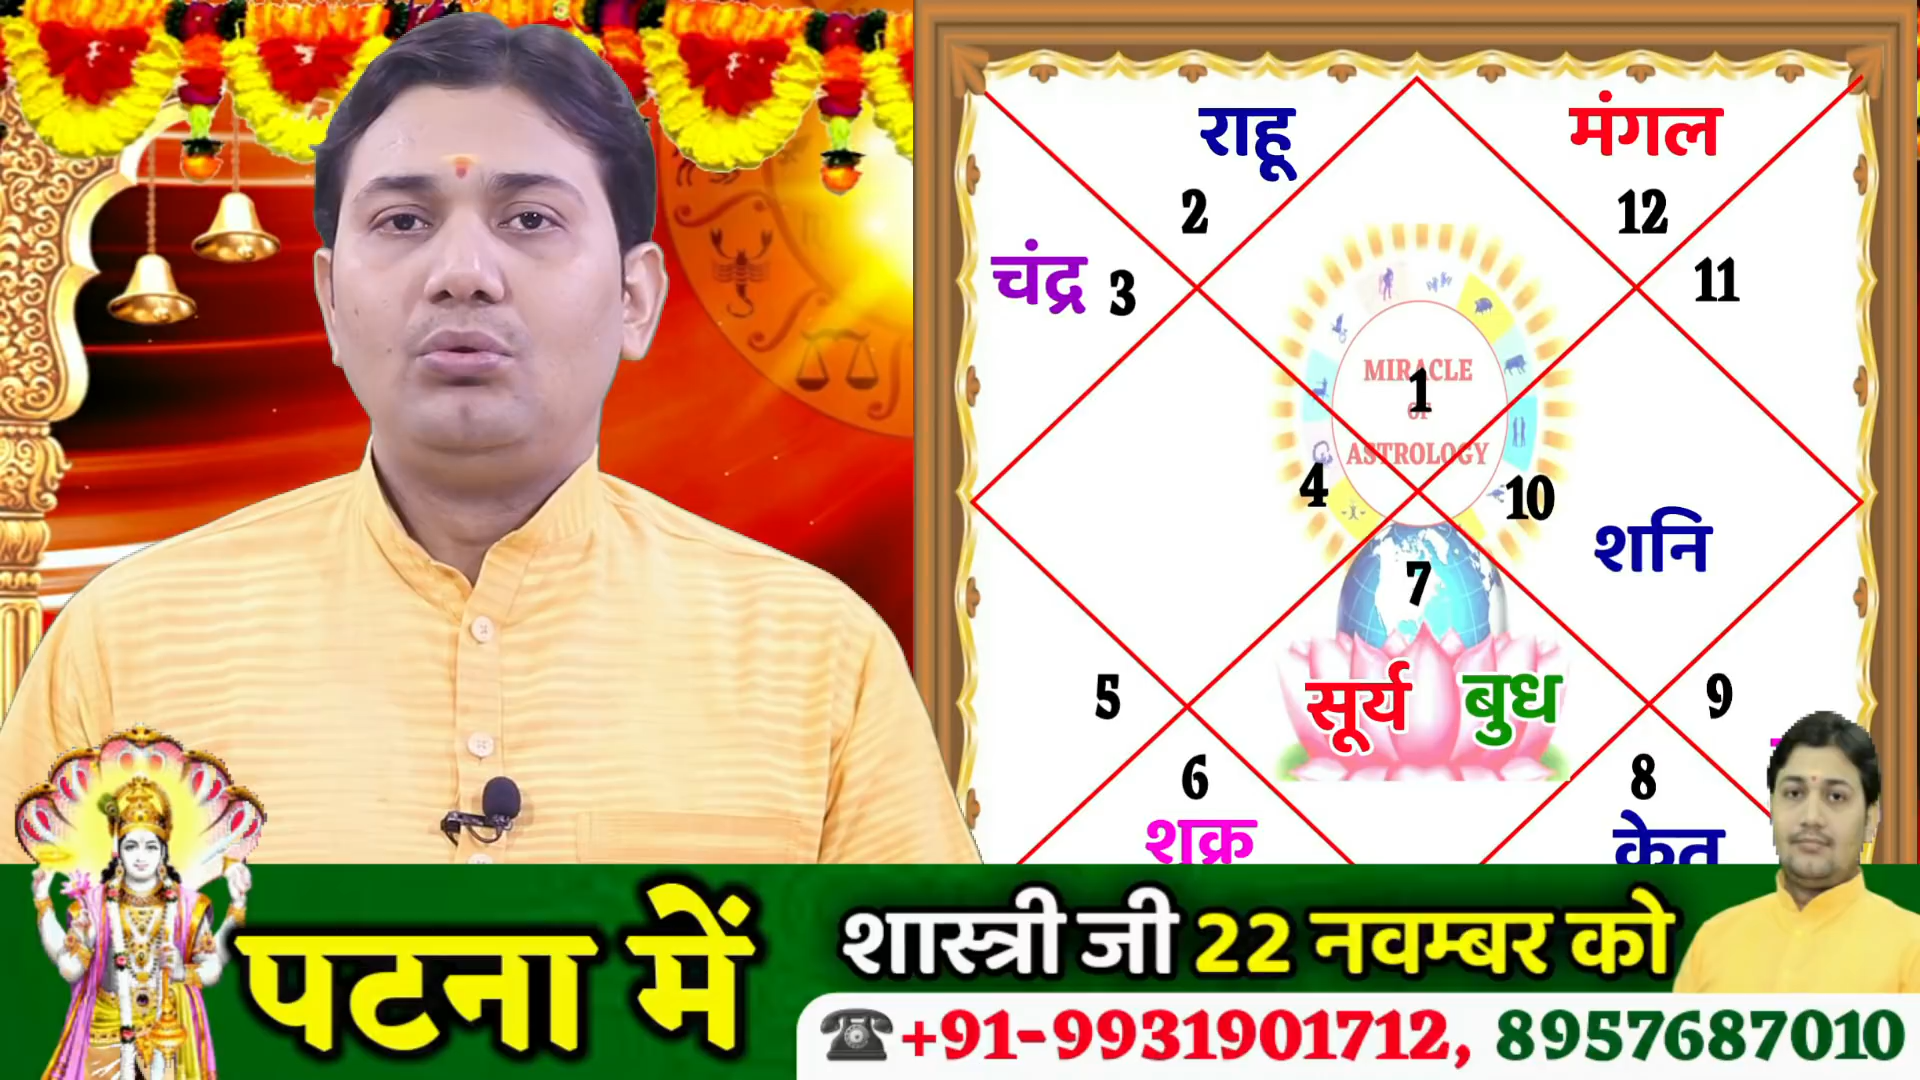 राहू
मंगल
2
12
चंद्र 3
11
MIRACLE
1
OF
ASTROLOGY
4
10
शनि
7
5
सूर्य बुध
9
6
8
शुक्र
केतु
पटना में
शास्त्री जी 22 नवम्बर को
+91-9931901712, 8957687010